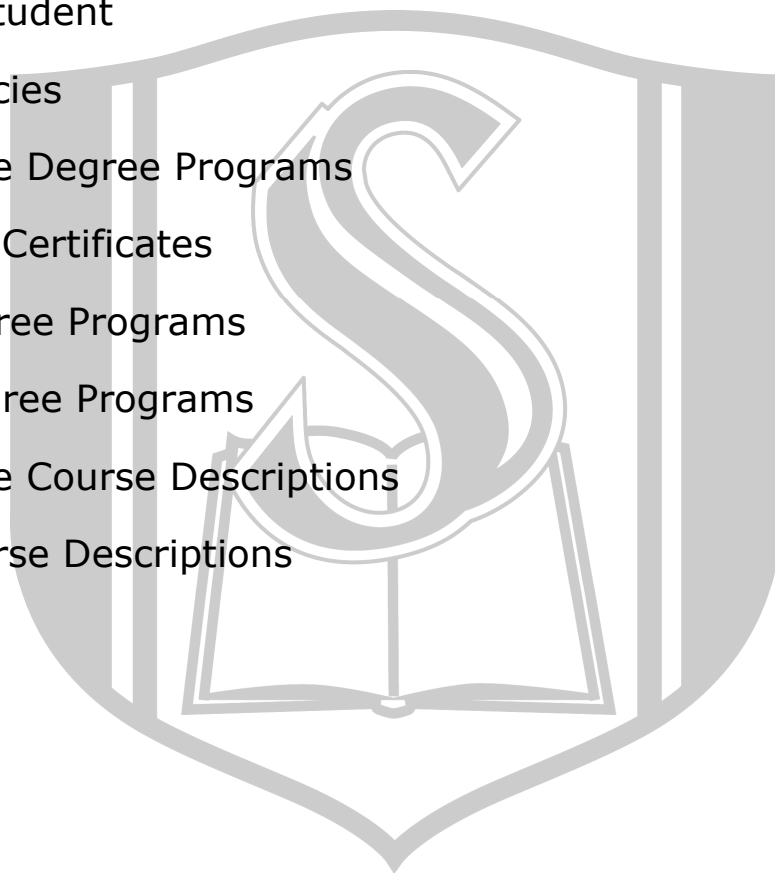 tudent
cies
e Degree Programs
Certificates
ree Programs
ree Programs
e Course Descriptions
rse Descriptions
S